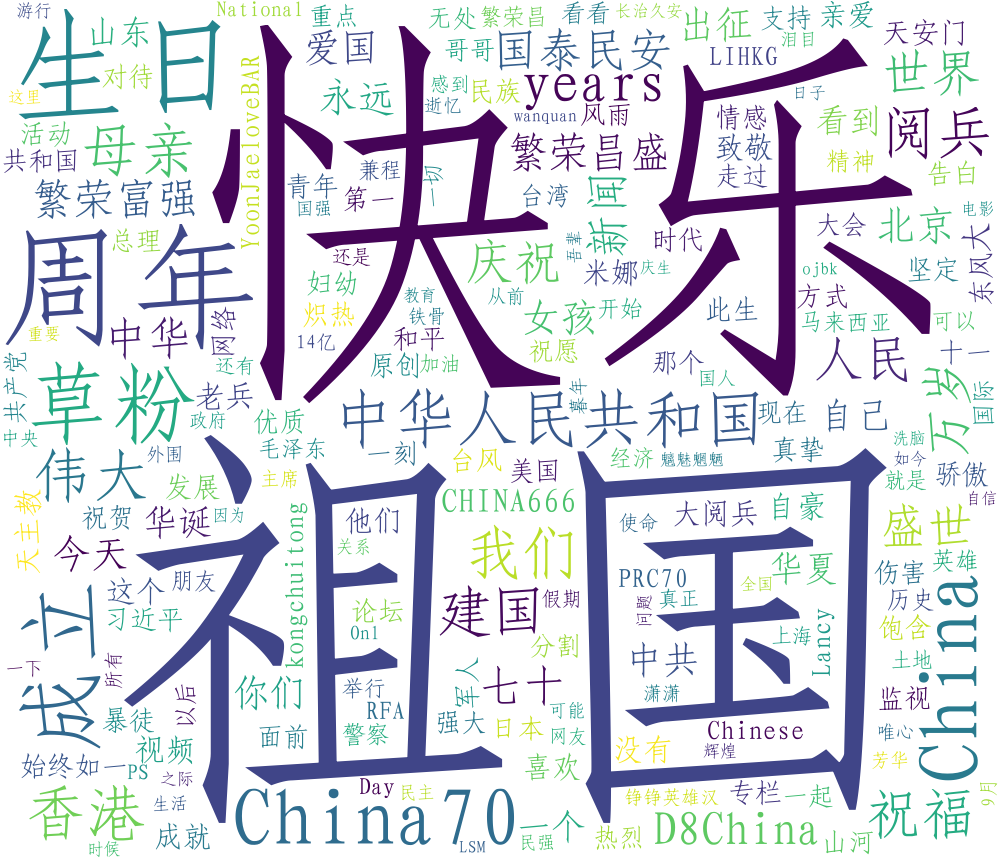 游行
National
重点
无处
繁荣昌
看看
长治久安
出征
支持
亲爱
生日
山东
爱国
哥哥
国泰民安
泪目
LIHKG
天安门
快乐
对待
YoonJaeloveBAR
永远
感到
民族
years
世界
这里
逝忆
wanquan
风雨
情感
日子
活动
母亲
共和国
兼程
一切
繁荣昌盛
致敬
看到
阅兵
走过
精神
告白
繁荣富强
青年
国强
第一
台湾
新闻
周年
总理
还是
庆祝
吾辈
时代
大会
北京
电影
东风大
妇幼
米娜
庆生
ojbk
坚定
重要
中华
网络
炽热
教育
铁骨
从前
女孩
开始
此生
方式
14亿
和平
马来西亚
可以
共产党
还有
原创
加油
祝愿
那个
人民
十一
国际
草粉
老兵
暮年
国人
万岁
中央
政府
优质
中华人民共和国
现在
自己
洗脑
外围
毛泽东
一刻
真挚
如今
骄傲
伟大
台风
美国
经济
魑魅魍魉
就是
自信
天主教
发展
主席
祖国
CHINA666
使命
大阅兵
自豪
盛世
祝贺
华诞
因为
kongchuitong
他们
我们
英雄
今天
关系
PRC70
全国
华夏
伤害
China
这个
朋友
建国
假期
问题
真正
历史
成立
习近平
论坛
Onl
分割
上海
Lancy
饱含
中共
土地
一下
所有
以后
你们
举行
军人
七十
潇潇
监视
暴徒
RFA
强大
日本
可能
Chinese
唯心
始终如一
PS
视频
面前
警察
网友
没有
辉煌
芳华
之际
喜欢
Day
民主
铮铮英雄汉
专栏
一起
9月
香港
生活
China70
一个
祝福
时候
成就
LSM
民强
热烈
D8China
山河